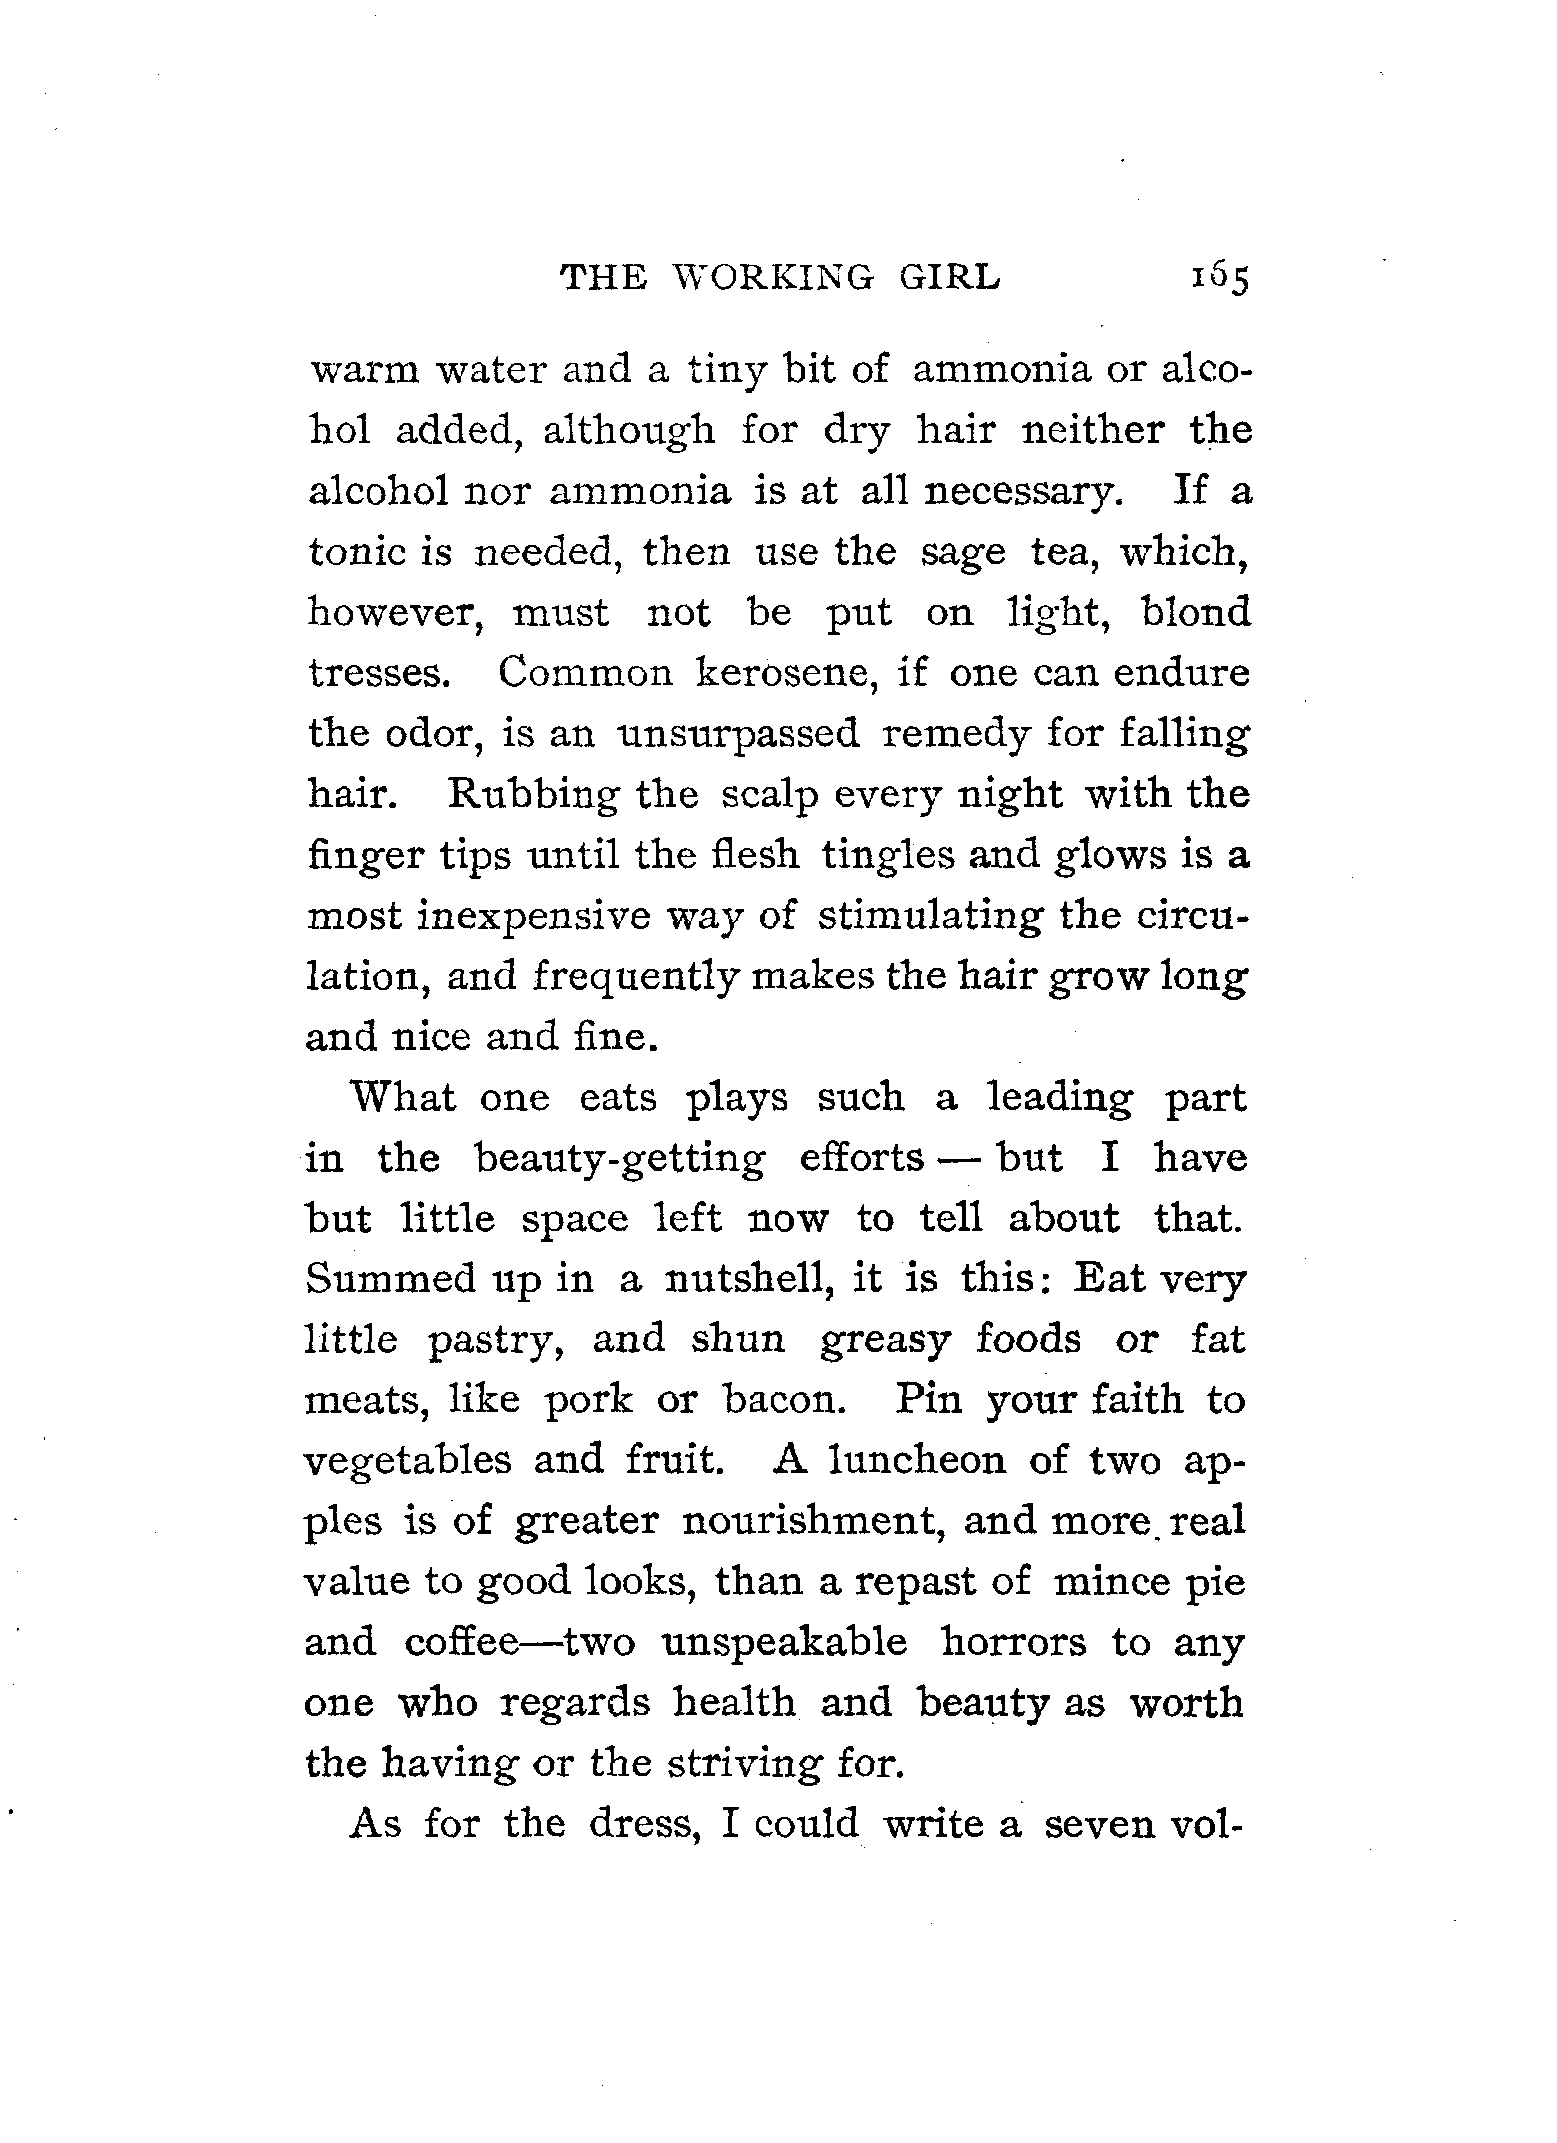 THE WORKING GIRL 165
warm water and a tiny bit of ammonia or alco-
hol added, although for dry hair neither the
alcohol nor ammonia is at all necessary. If a
tonic is needed, then use the sage tea, which,
however, must not be put on light, blond
tresses. Common kerosene, if one can endure
the odor, is an unsurpassed remedy for falling
hair. Rubbing the scalp every night with the
finger tips until the flesh tingles and glows is a
most inexpensive way of stimulating the circu-
lation, and frequently makes the hair grow long
and nice and fine.
What one eats plays such a leading part
in the beauty-getting efforts — but I have
but little space left now to tell about that.
Summed up in a nutshell, it is this: Eat very
little pastry, and shun greasy foods or fat
meats, like pork or bacon. Pin your faith to
vegetables and fruit. A luncheon of two ap-
ples is of greater nourishment, and more real
value to good looks, than a repast of mince pie
and coffee—two unspeakable horrors to any
one who regards health and beauty as worth
the having or the striving for.
As for the dress, I could write a seven vol-